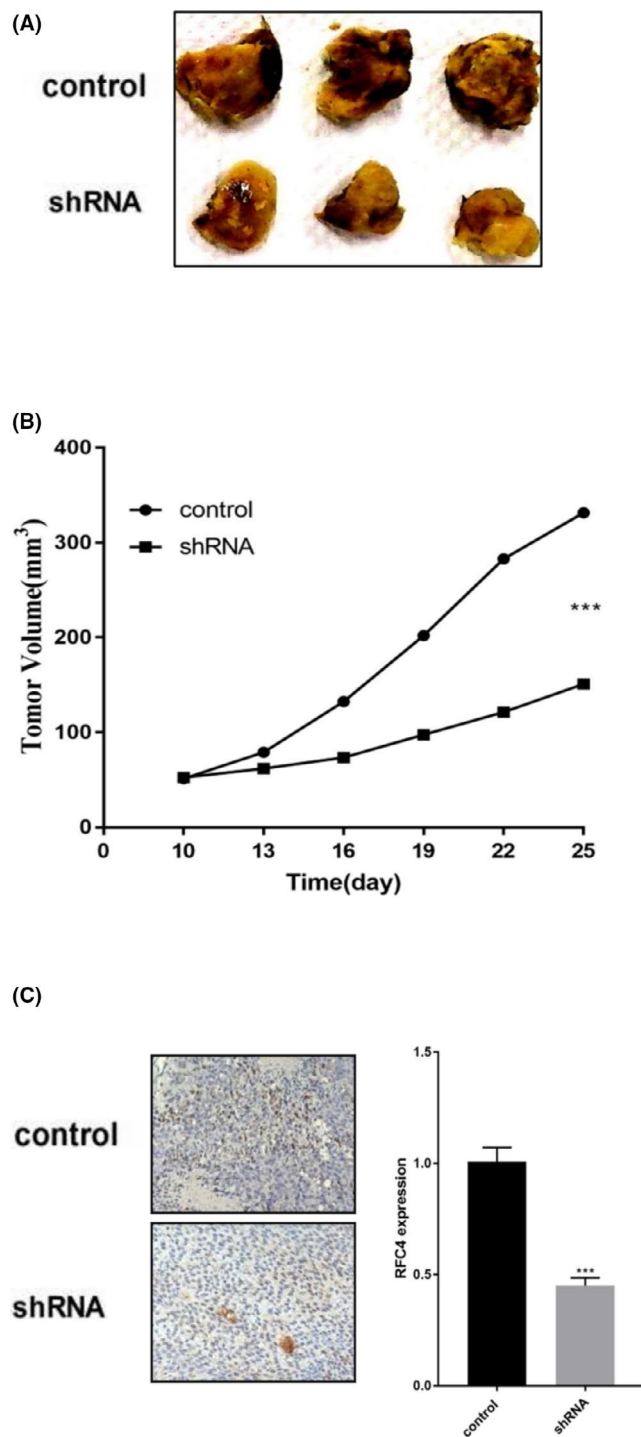 (A)
control
shRNA
(B)
400
300
200
100
0
Tomor Volume(mm³)
control
shRNA
***
0 10 13 16 19 22 25
Time(day)
(C)
control
shRNA
1.5
1.0
0.5
0.0
RFC4 expression
***
control shRNA